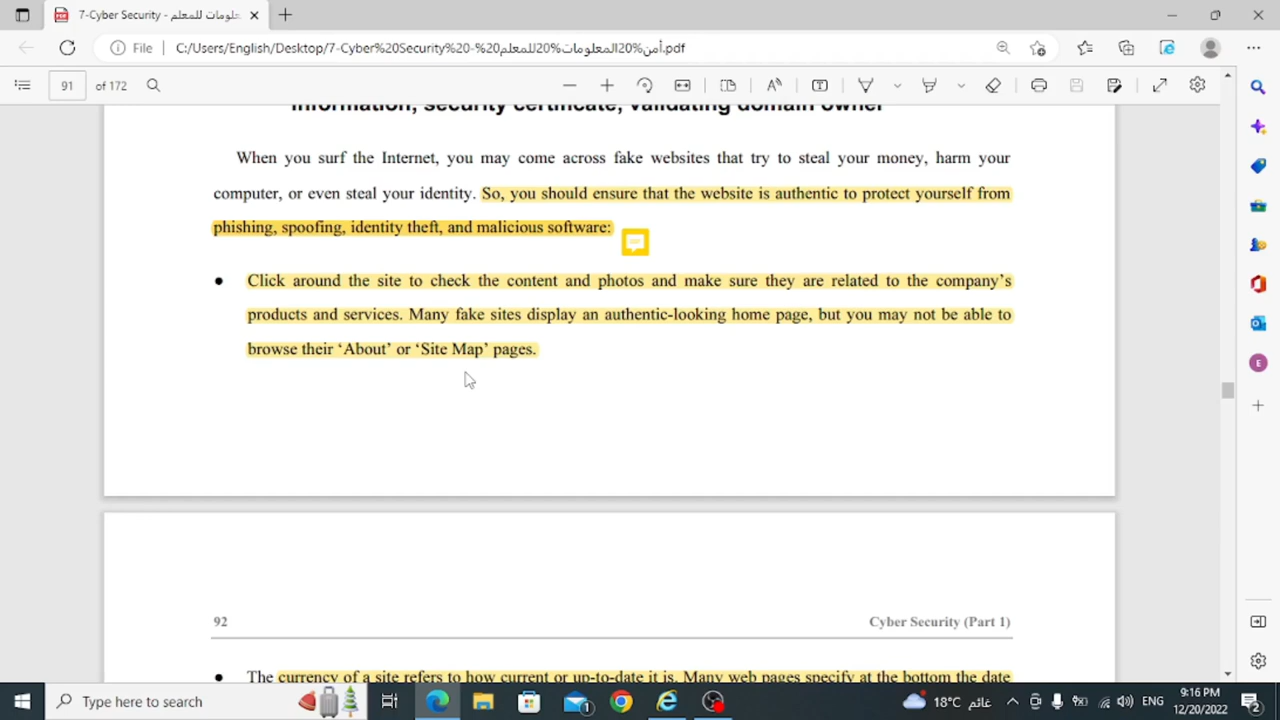 7-Cyber Security - أمن المعلومات للمعلم
File
C:/Users/English/Desktop/7-Cyber%20Security%20-%20أمن%20المعلومات%20للمعلم.pdf
91 of 172
information, security certificate, validating domain owner
When you surf the Internet, you may come across fake websites that try to steal your money, harm your
computer, or even steal your identity. So, you should ensure that the website is authentic to protect yourself from
phishing, spoofing, identity theft, and malicious software:
● Click around the site to check the content and photos and make sure they are related to the company’s
products and services. Many fake sites display an authentic-looking home page, but you may not be able to
browse their ‘About’ or ‘Site Map’ pages.
92 Cyber Security (Part 1)
● The currency of a site refers to how current or up-to-date it is. Many web pages specify at the bottom the date
Type here to search
1
18°C غائم
ENG
9:16 PM
12/20/2022
2
E